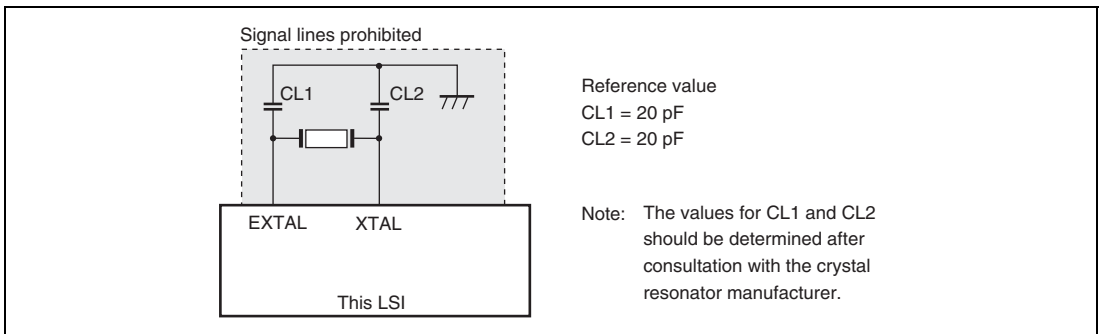 Signal lines prohibited
CL1
CL2
EXTAL
XTAL
This LSI
Reference value
CL1 = 20 pF
CL2 = 20 pF
Note: The values for CL1 and CL2
should be determined after
consultation with the crystal
resonator manufacturer.